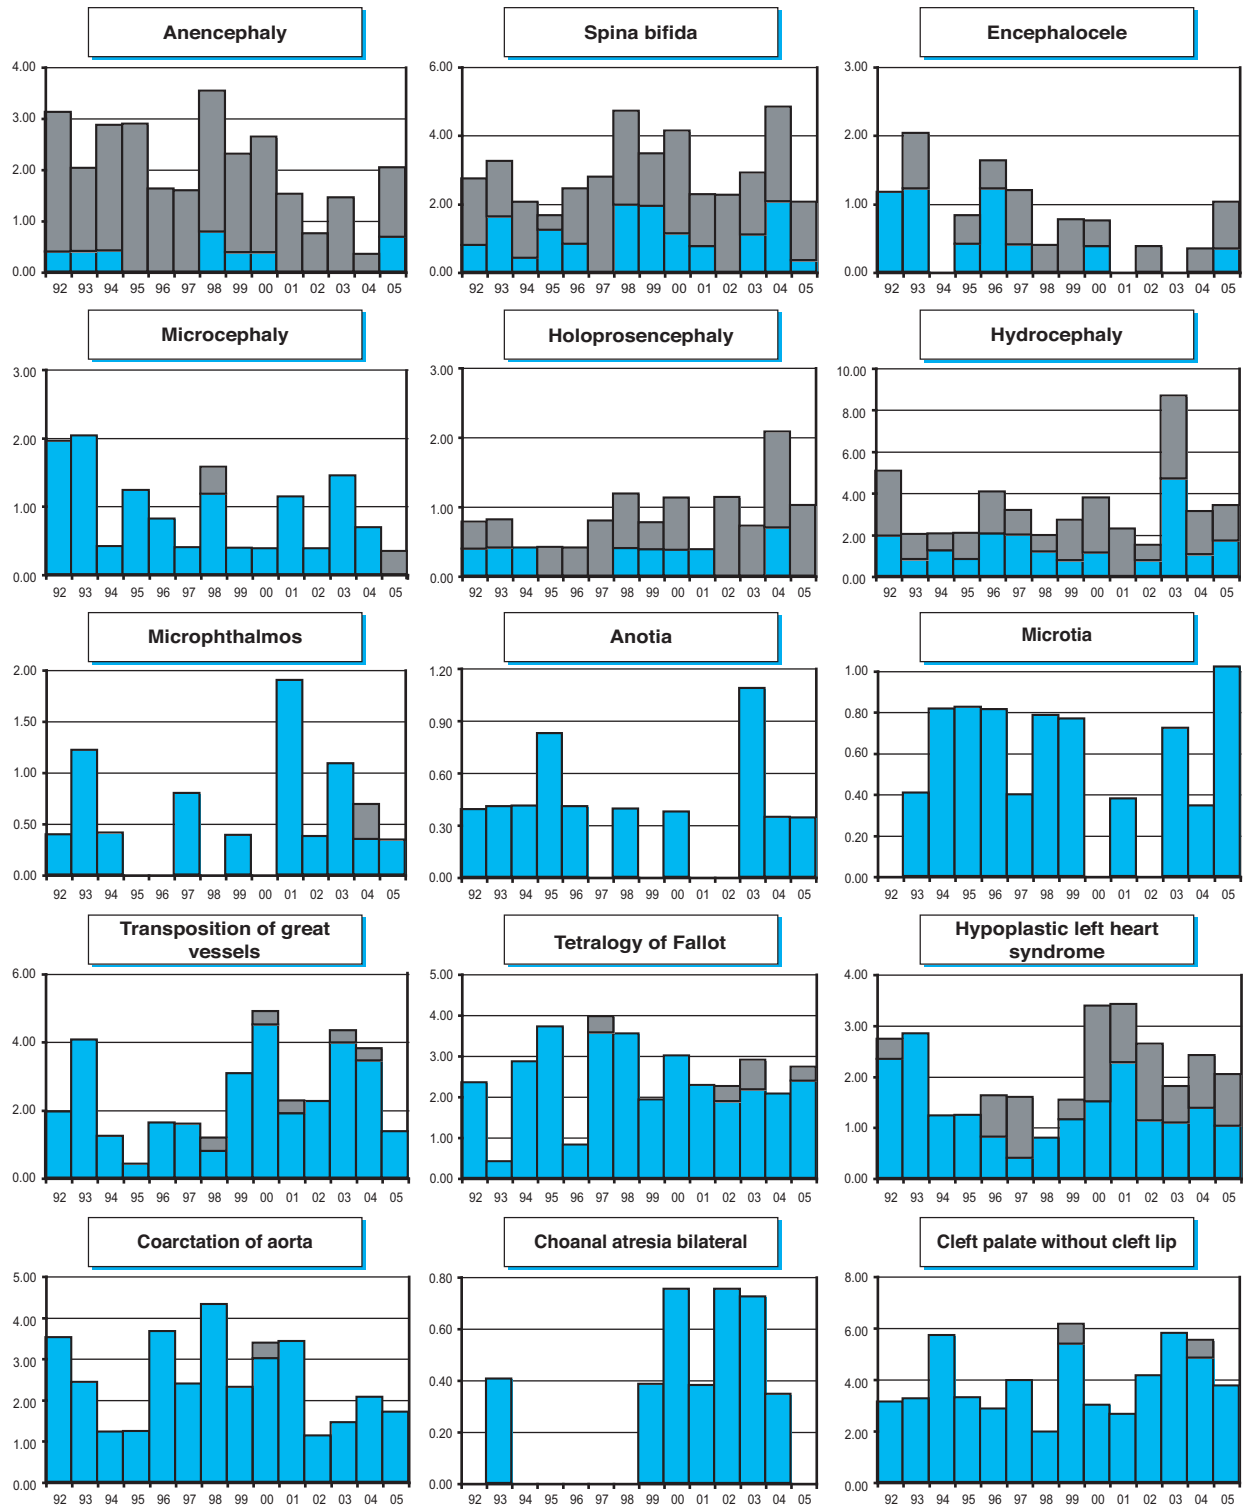 Anencephaly
Spina bifida
Encephalocele
4.00
3.00
2.00
1.00
0.00
92 93 94 95 96 97 98 99 00 01 02 03 04 05
6.00
4.00
2.00
0.00
92 93 94 95 96 97 98 99 00 01 02 03 04 05
3.00
2.00
1.00
0.00
92 93 94 95 96 97 98 99 00 01 02 03 04 05
Microcephaly
Holoprosencephaly
Hydrocephaly
3.00
2.00
1.00
0.00
92 93 94 95 96 97 98 99 00 01 02 03 04 05
3.00
2.00
1.00
0.00
92 93 94 95 96 97 98 99 00 01 02 03 04 05
10.00
8.00
6.00
4.00
2.00
0.00
92 93 94 95 96 97 98 99 00 01 02 03 04 05
Microphthalmos
Anotia
Microtia
2.00
1.50
1.00
0.50
0.00
92 93 94 95 96 97 98 99 00 01 02 03 04 05
1.20
0.90
0.60
0.30
0.00
92 93 94 95 96 97 98 99 00 01 02 03 04 05
1.00
0.80
0.60
0.40
0.20
0.00
92 93 94 95 96 97 98 99 00 01 02 03 04 05
Transposition of great
vessels
Tetralogy of Fallot
Hypoplastic left heart
syndrome
6.00
4.00
2.00
0.00
92 93 94 95 96 97 98 99 00 01 02 03 04 05
5.00
4.00
3.00
2.00
1.00
0.00
92 93 94 95 96 97 98 99 00 01 02 03 04 05
4.00
3.00
2.00
1.00
0.00
92 93 94 95 96 97 98 99 00 01 02 03 04 05
Coarctation of aorta
Choanal atresia bilateral
Cleft palate without cleft lip
5.00
4.00
3.00
2.00
1.00
0.00
92 93 94 95 96 97 98 99 00 01 02 03 04 05
0.80
0.60
0.40
0.20
0.00
92 93 94 95 96 97 98 99 00 01 02 03 04 05
8.00
6.00
4.00
2.00
0.00
92 93 94 95 96 97 98 99 00 01 02 03 04 05